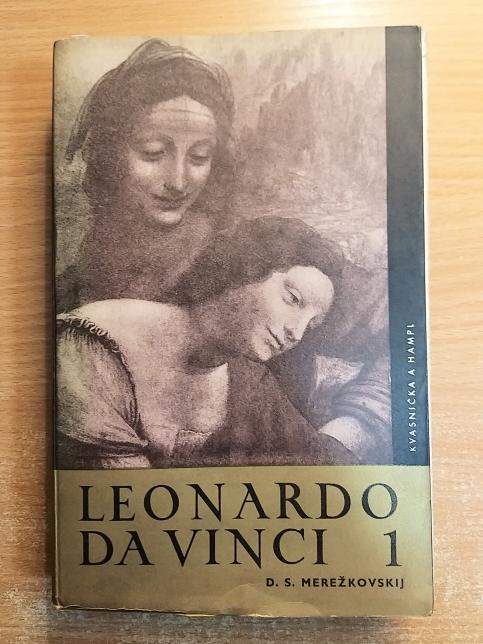 KVASNIČKA A HAMPL
LEONARDO
DA VINCI 1
D. S. MEREŽKOVSKIJ